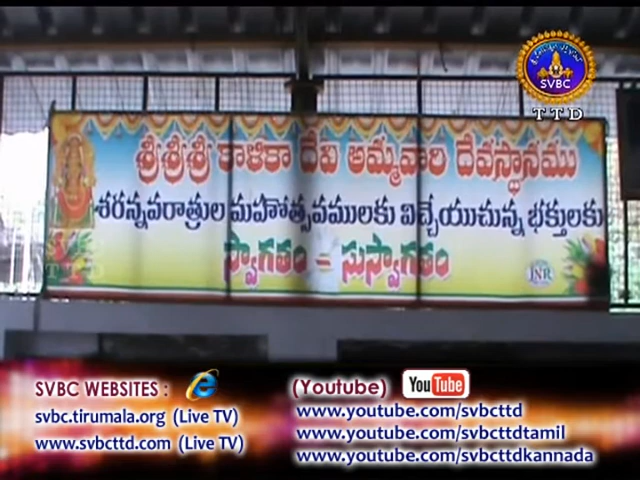 SVBC
TTD
శ్రీశ్రీశ్రీ కాళికా దేవి అమ్మవారి దేవస్థానము
శరన్నవరాత్రుల మహోత్సవములకు విచ్చేయుచున్న భక్తులకు
స్వాగతం - సుస్వాగతం
JNR
TTD
SVBC WEBSITES :
svbc.tirumala.org (Live TV)
www.svbcttd.com (Live TV)
(Youtube) YouTube
www.youtube.com/svbcttd
www.youtube.com/svbcttdtamil
www.youtube.com/svbcttdkannada